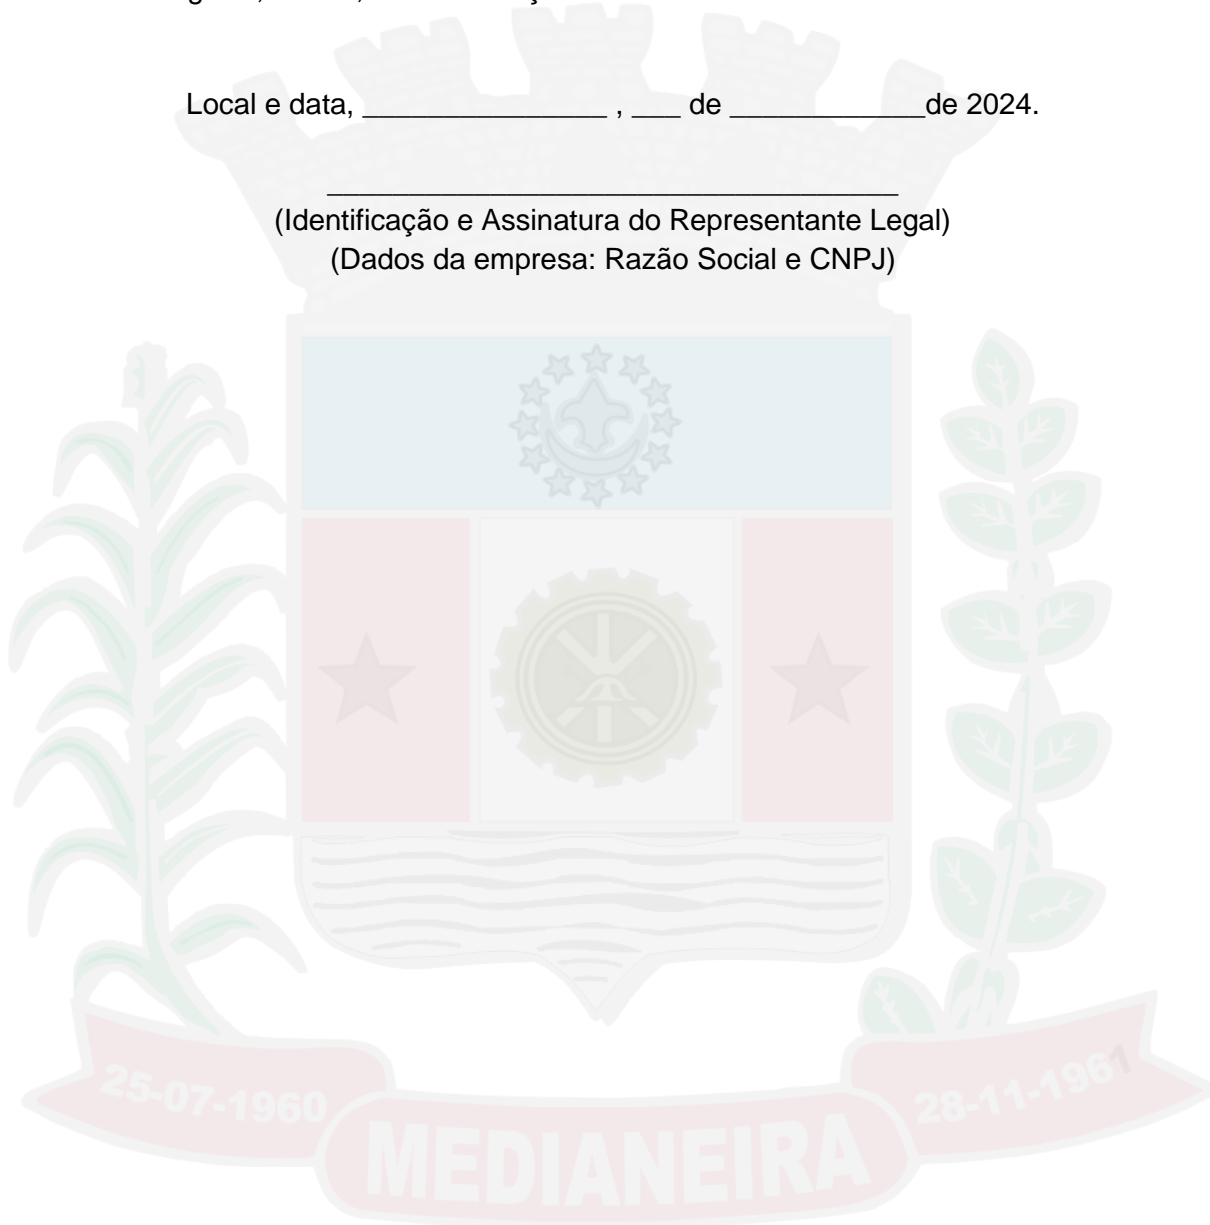 Local e data, _______________ , ___ de ____________de 2024.
___________________________________
(Identificação e Assinatura do Representante Legal)
(Dados da empresa: Razão Social e CNPJ)
25-07-1960
28-11-1961
MEDIANEIRA